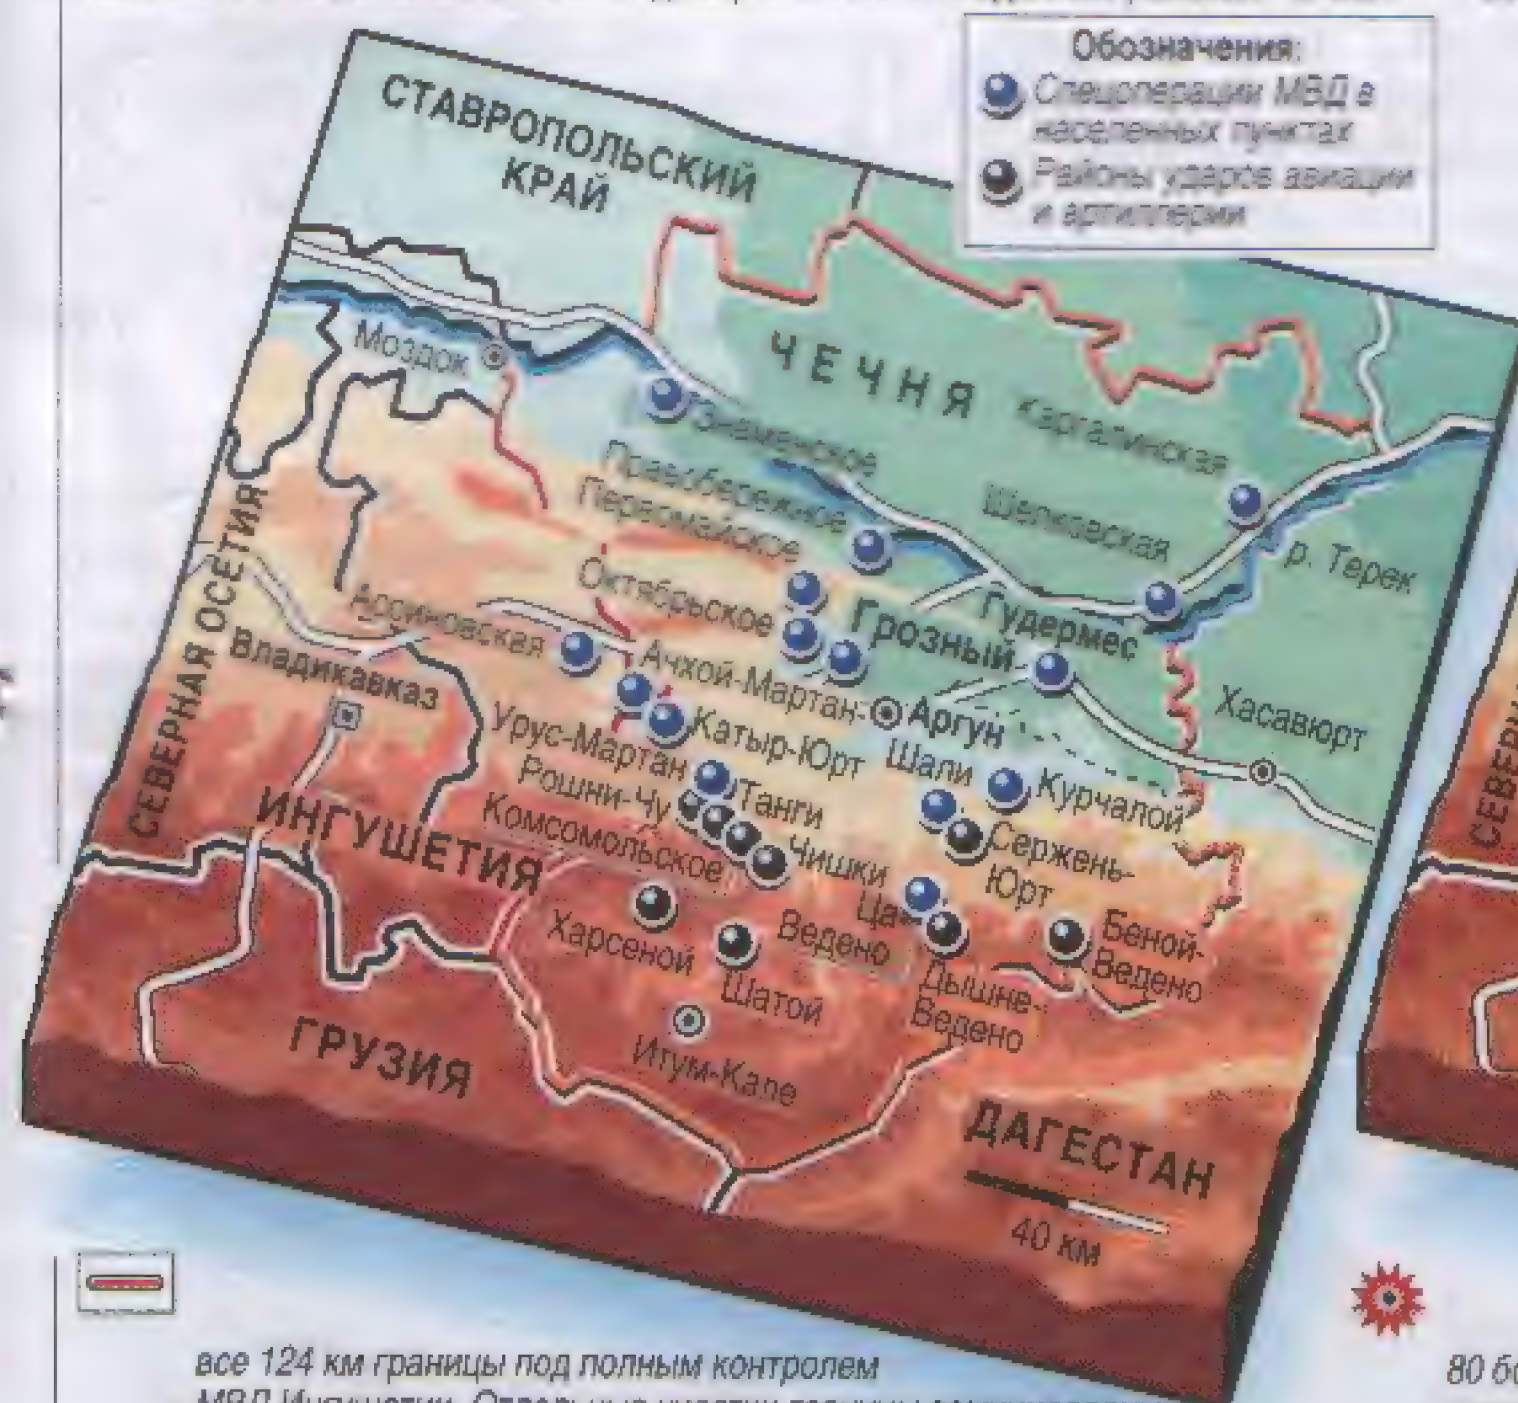 Обозначения:
Спецоперации МВД в
населенных пунктах
Районы ударов авиации
и артиллерии
СТАВРОПОЛЬСКИЙ
КРАЙ
Моздок
ЧЕЧНЯ
Каргалинская
Знаменское
Правобережное
Шелковская
Первомайское
р. Терек
Октябрьское
Гудермес
Грозный
Ассиновская
Ачхой-Мартан
СЕВЕРНАЯ ОСЕТИЯ
Владикавказ
Хасавюрт
Аргун
Урус-Мартан
Катыр-Юрт
Шали
Курчалой
Рошни-Чу
Танги
ИНГУШЕТИЯ
Комсомольское
Чишки
Сержень-
Юрт
Ца-
Ведено
Харсеной
Беной-
Ведено
Шатой
Дышне-
Ведено
Итум-Кале
ГРУЗИЯ
ДАГЕСТАН
40 км
все 124 км границы под полным контролем
80